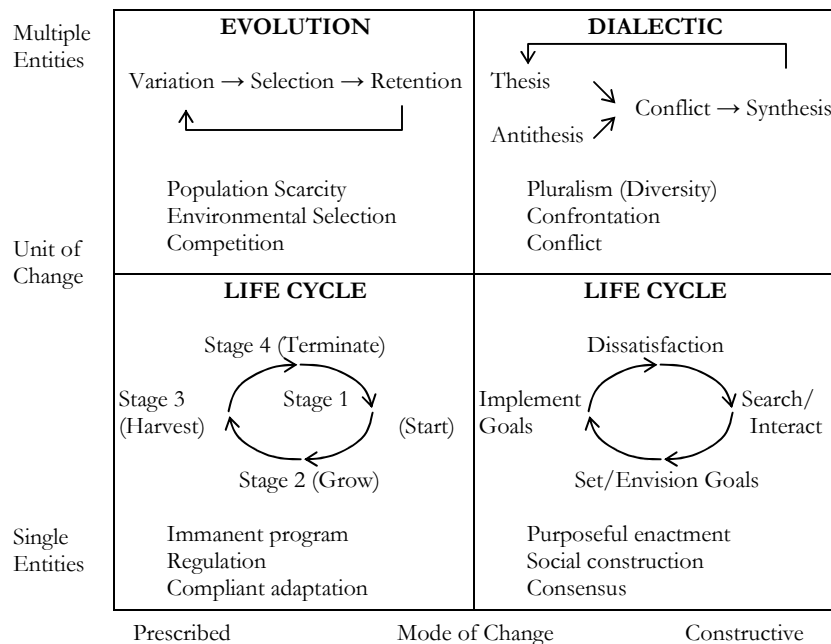 Multiple
Entities
EVOLUTION
Variation → Selection → Retention
Population Scarcity
Environmental Selection
Competition
DIALECTIC
Thesis
Antithesis
Conflict → Synthesis
Pluralism (Diversity)
Confrontation
Conflict
Unit of
Change
LIFE CYCLE
Stage 4 (Terminate)
Stage 3
(Harvest)
Stage 1
(Start)
Stage 2 (Grow)
Immanent program
Regulation
Compliant adaptation
LIFE CYCLE
Dissatisfaction
Implement
Goals
Search/
Interact
Set/Envision Goals
Purposeful enactment
Social construction
Consensus
Single
Entities
Prescribed Mode of Change Constructive